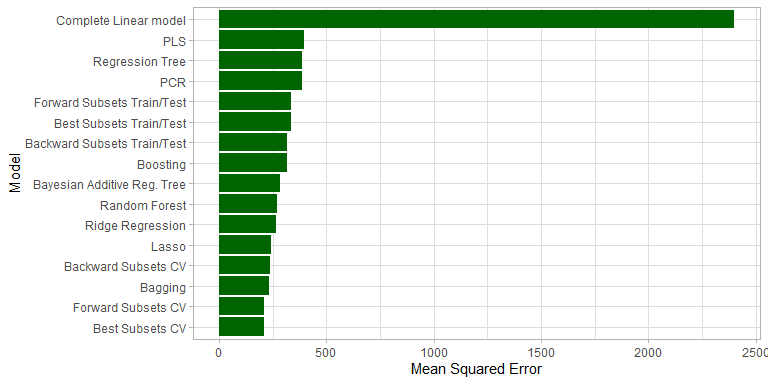 Complete Linear model
PLS
Regression Tree
PCR
Forward Subsets Train/Test
Best Subsets Train/Test
Backward Subsets Train/Test
Boosting
Bayesian Additive Reg. Tree
Random Forest
Ridge Regression
Lasso
Backward Subsets CV
Bagging
Forward Subsets CV
Best Subsets CV
Model
0 500 1000 1500 2000 2500
Mean Squared Error